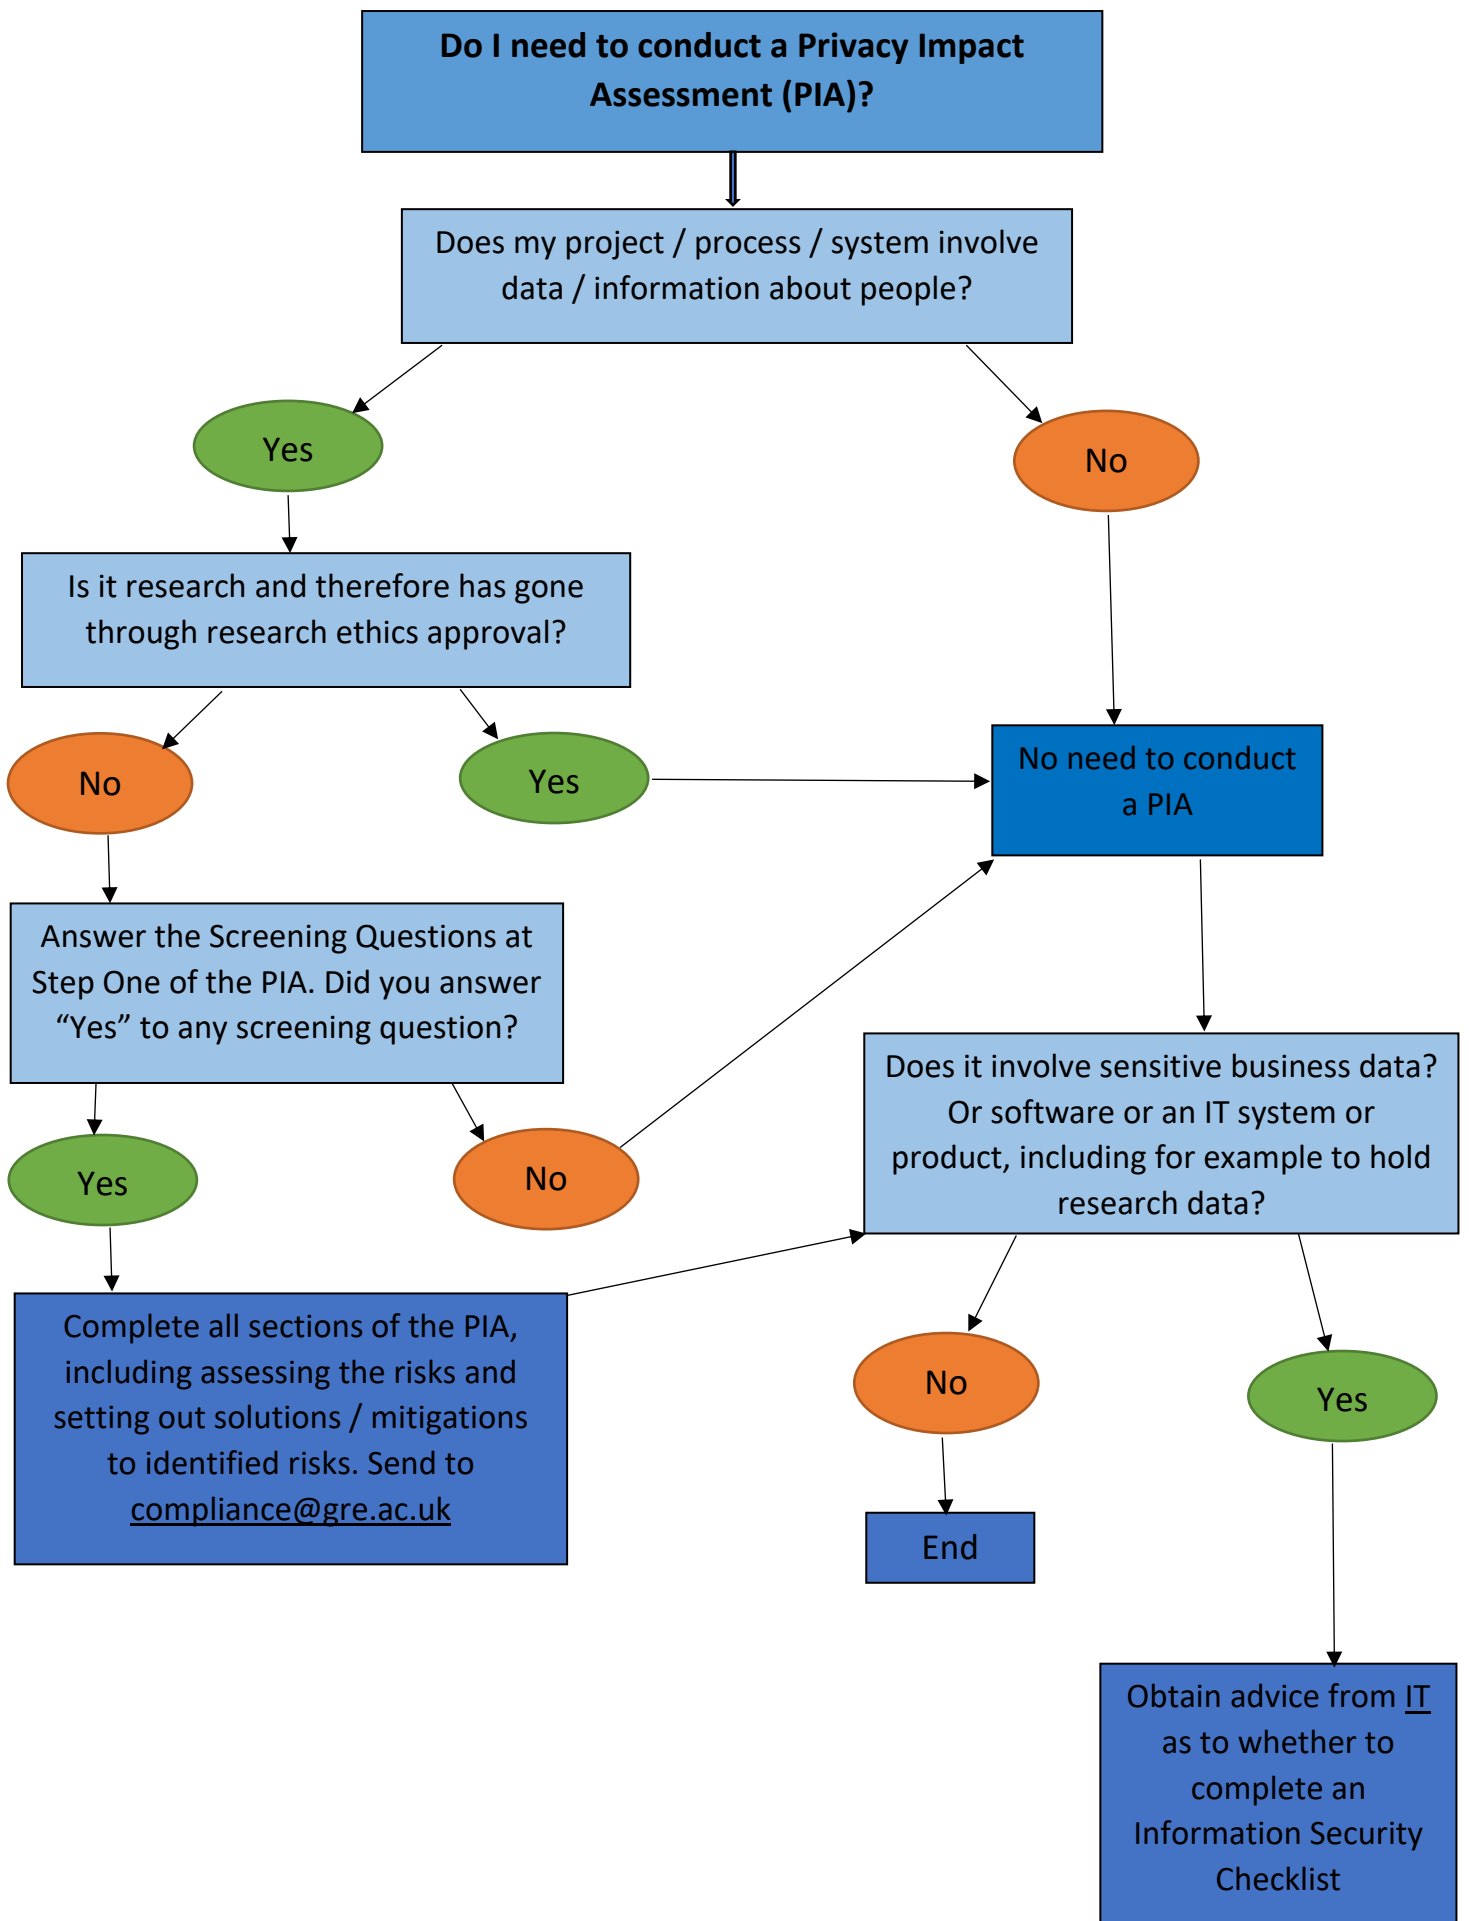 Do I need to conduct a Privacy Impact
Assessment (PIA)?
Does my project / process / system involve
data / information about people?
Yes
No
Is it research and therefore has gone
through research ethics approval?
No
Yes
No need to conduct
a PIA
Answer the Screening Questions at
Step One of the PIA. Did you answer
“Yes” to any screening question?
Does it involve sensitive business data?
Or software or an IT system or
product, including for example to hold
research data?
Yes
No
Complete all sections of the PIA,
including assessing the risks and
setting out solutions / mitigations
to identified risks. Send to
compliance@gre.ac.uk
No
Yes
End
Obtain advice from IT
as to whether to
complete an
Information Security
Checklist